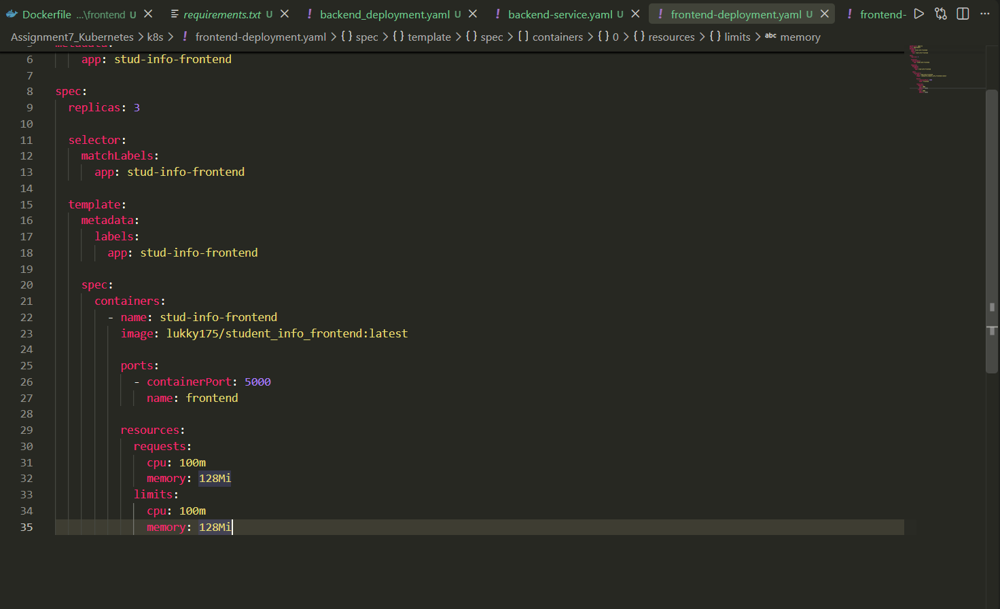 Dockerfile ...\frontend U
requirements.txt U
! backend_deployment.yaml U
! backend-service.yaml U
! frontend-deployment.yaml U
! frontend-
Assignment7_Kubernetes > k8s > ! frontend-deployment.yaml > {} spec > {} template > {} spec > [] containers > {} 0 > {} resources > {} limits > abc memory
6 app: stud-info-frontend
7
8 spec:
9 replicas: 3
10
11 selector:
12 matchLabels:
13 app: stud-info-frontend
14
15 template:
16 metadata:
17 labels:
18 app: stud-info-frontend
19
20 spec:
21 containers:
22 - name: stud-info-frontend
23 image: lukky175/student_info_frontend:latest
24
25 ports:
26 - containerPort: 5000
27 name: frontend
28
29 resources:
30 requests:
31 cpu: 100m
32 memory: 128Mi
33 limits:
34 cpu: 100m
35 memory: 128Mi